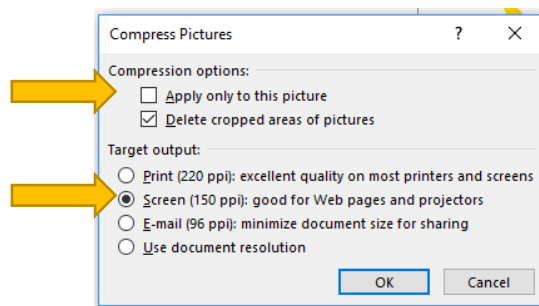 Compress Pictures ?
Compression options:
Apply only to this picture
Delete cropped areas of pictures
Target output:
Print (220 ppi): excellent quality on most printers and screens
Screen (150 ppi): good for Web pages and projectors
E-mail (96 ppi): minimize document size for sharing
Use document resolution
OK Cancel